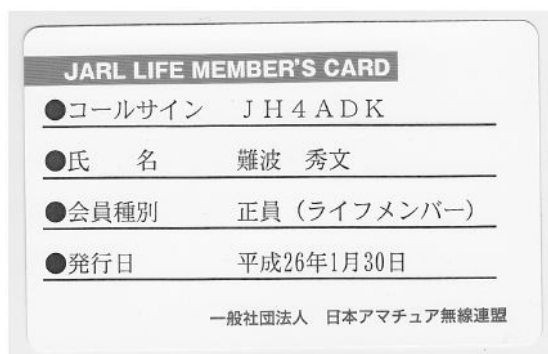 JARL LIFE MEMBER'S CARD
●コールサイン　ＪＨ４ＡＤＫ
●氏　名　難波　秀文
●会員種別　正員（ライフメンバー）
●発行日　平成26年1月30日
一般社団法人　日本アマチュア無線連盟